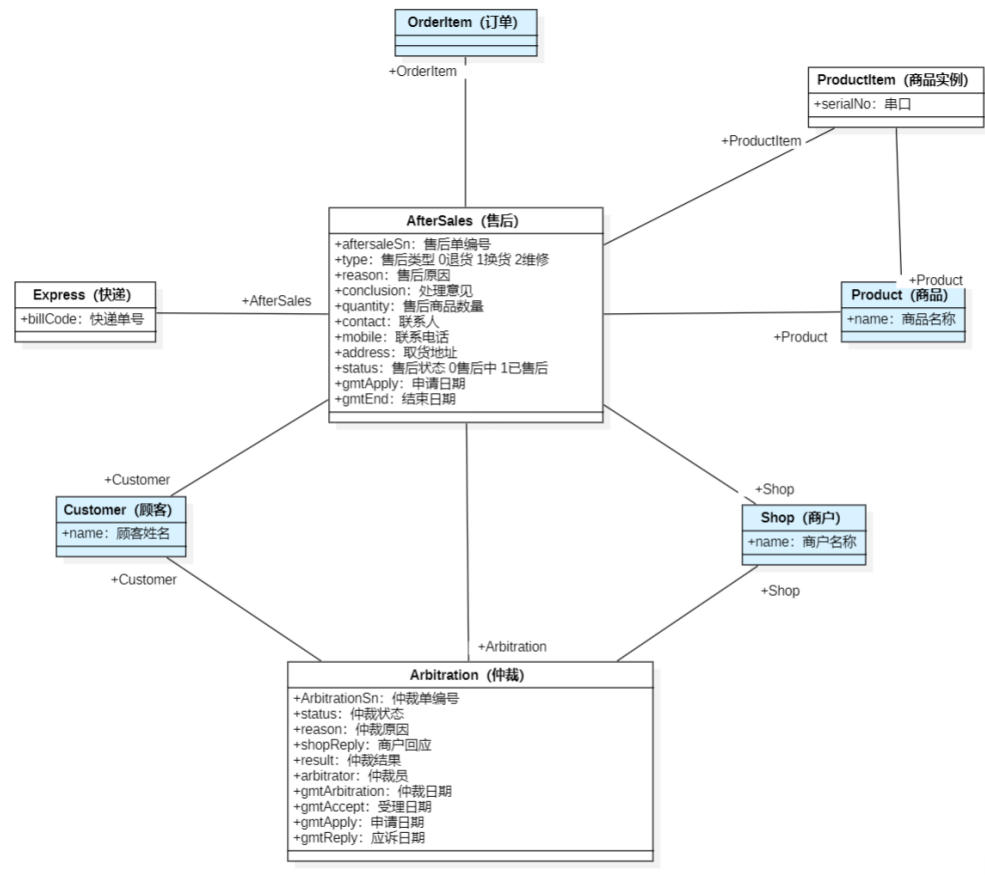 OrderItem（订单）
+OrderItem
ProductItem（商品实例）
+serialNo：串口
+ProductItem
AfterSales（售后）
+aftersaleSn：售后单编号
+type：售后类型 0退货 1换货 2维修
+reason：售后原因
+conclusion：处理意见
+quantity：售后商品数量
+contact：联系人
+mobile：联系电话
+address：取货地址
+status：售后状态 0售后中 1已售后
+gmtApply：申请日期
+gmtEnd：结束日期
Express（快递）
+billCode：快递单号
+AfterSales
+Product
Product（商品）
+name：商品名称
+Product
+Customer
Customer（顾客）
+name：顾客姓名
+Customer
+Shop
Shop（商户）
+name：商户名称
+Shop
+Arbitration
Arbitration（仲裁）
+ArbitrationSn：仲裁单编号
+status：仲裁状态
+reason：仲裁原因
+shopReply：商户回应
+result：仲裁结果
+arbitrator：仲裁员
+gmtArbitration：仲裁日期
+gmtAccept：受理日期
+gmtApply：申请日期
+gmtReply：应诉日期